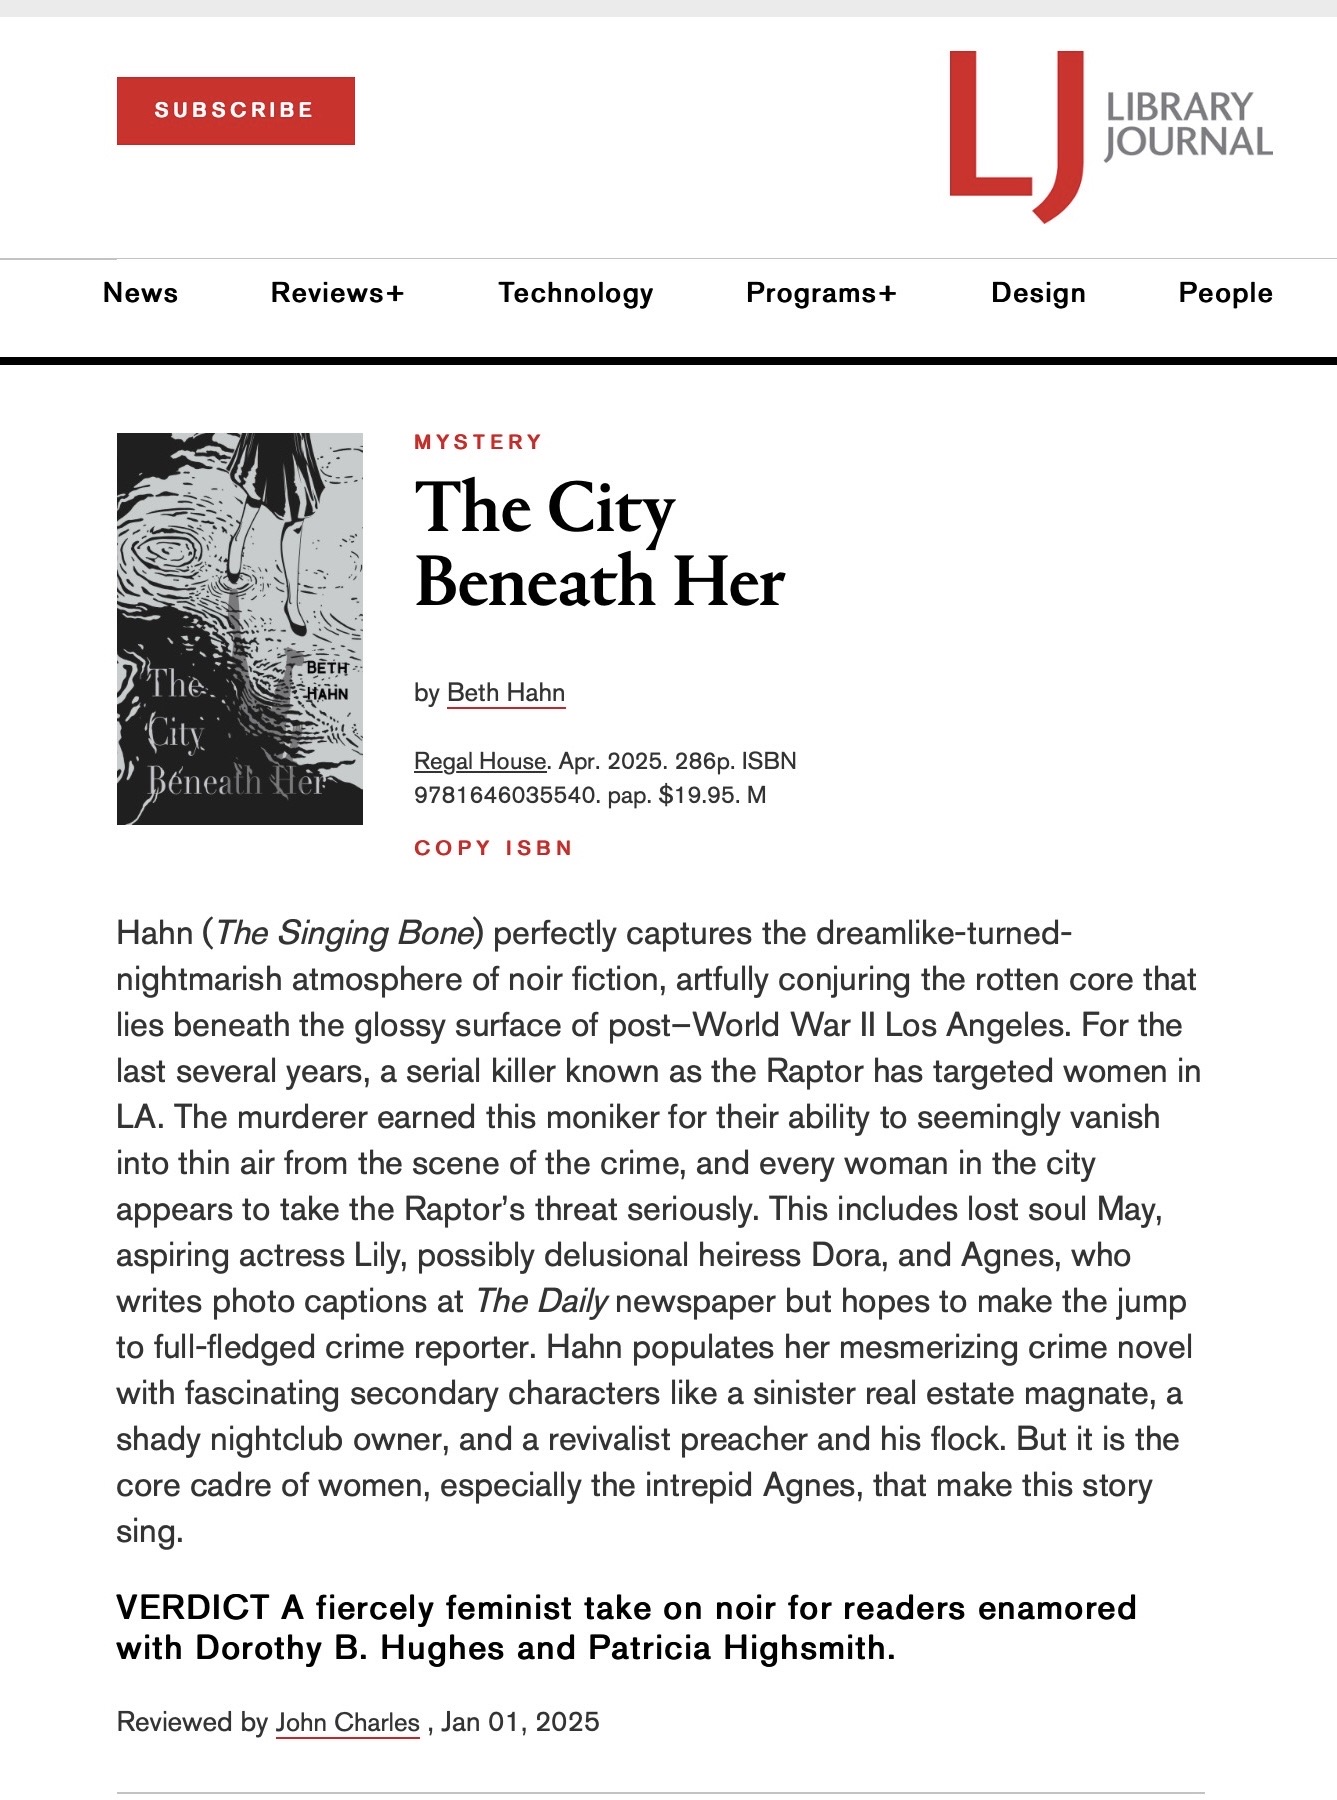 SUBSCRIBE
LIBRARY
LJ
JOURNAL
News Reviews+ Technology Programs+ Design People
MYSTERY
The City
Beneath Her
BETH
HAHN
The
City
Beneath Her
by Beth Hahn
Regal House. Apr. 2025. 286p. ISBN
9781646035540. pap. $19.95. M
COPY ISBN
Hahn (The Singing Bone) perfectly captures the dreamlike-turned-
nightmarish atmosphere of noir fiction, artfully conjuring the rotten core that
lies beneath the glossy surface of post–World War II Los Angeles. For the
last several years, a serial killer known as the Raptor has targeted women in
LA. The murderer earned this moniker for their ability to seemingly vanish
into thin air from the scene of the crime, and every woman in the city
appears to take the Raptor’s threat seriously. This includes lost soul May,
aspiring actress Lily, possibly delusional heiress Dora, and Agnes, who
writes photo captions at The Daily newspaper but hopes to make the jump
to full-fledged crime reporter. Hahn populates her mesmerizing crime novel
with fascinating secondary characters like a sinister real estate magnate, a
shady nightclub owner, and a revivalist preacher and his flock. But it is the
core cadre of women, especially the intrepid Agnes, that make this story
sing.
VERDICT A fiercely feminist take on noir for readers enamored
with Dorothy B. Hughes and Patricia Highsmith.
Reviewed by John Charles , Jan 01, 2025